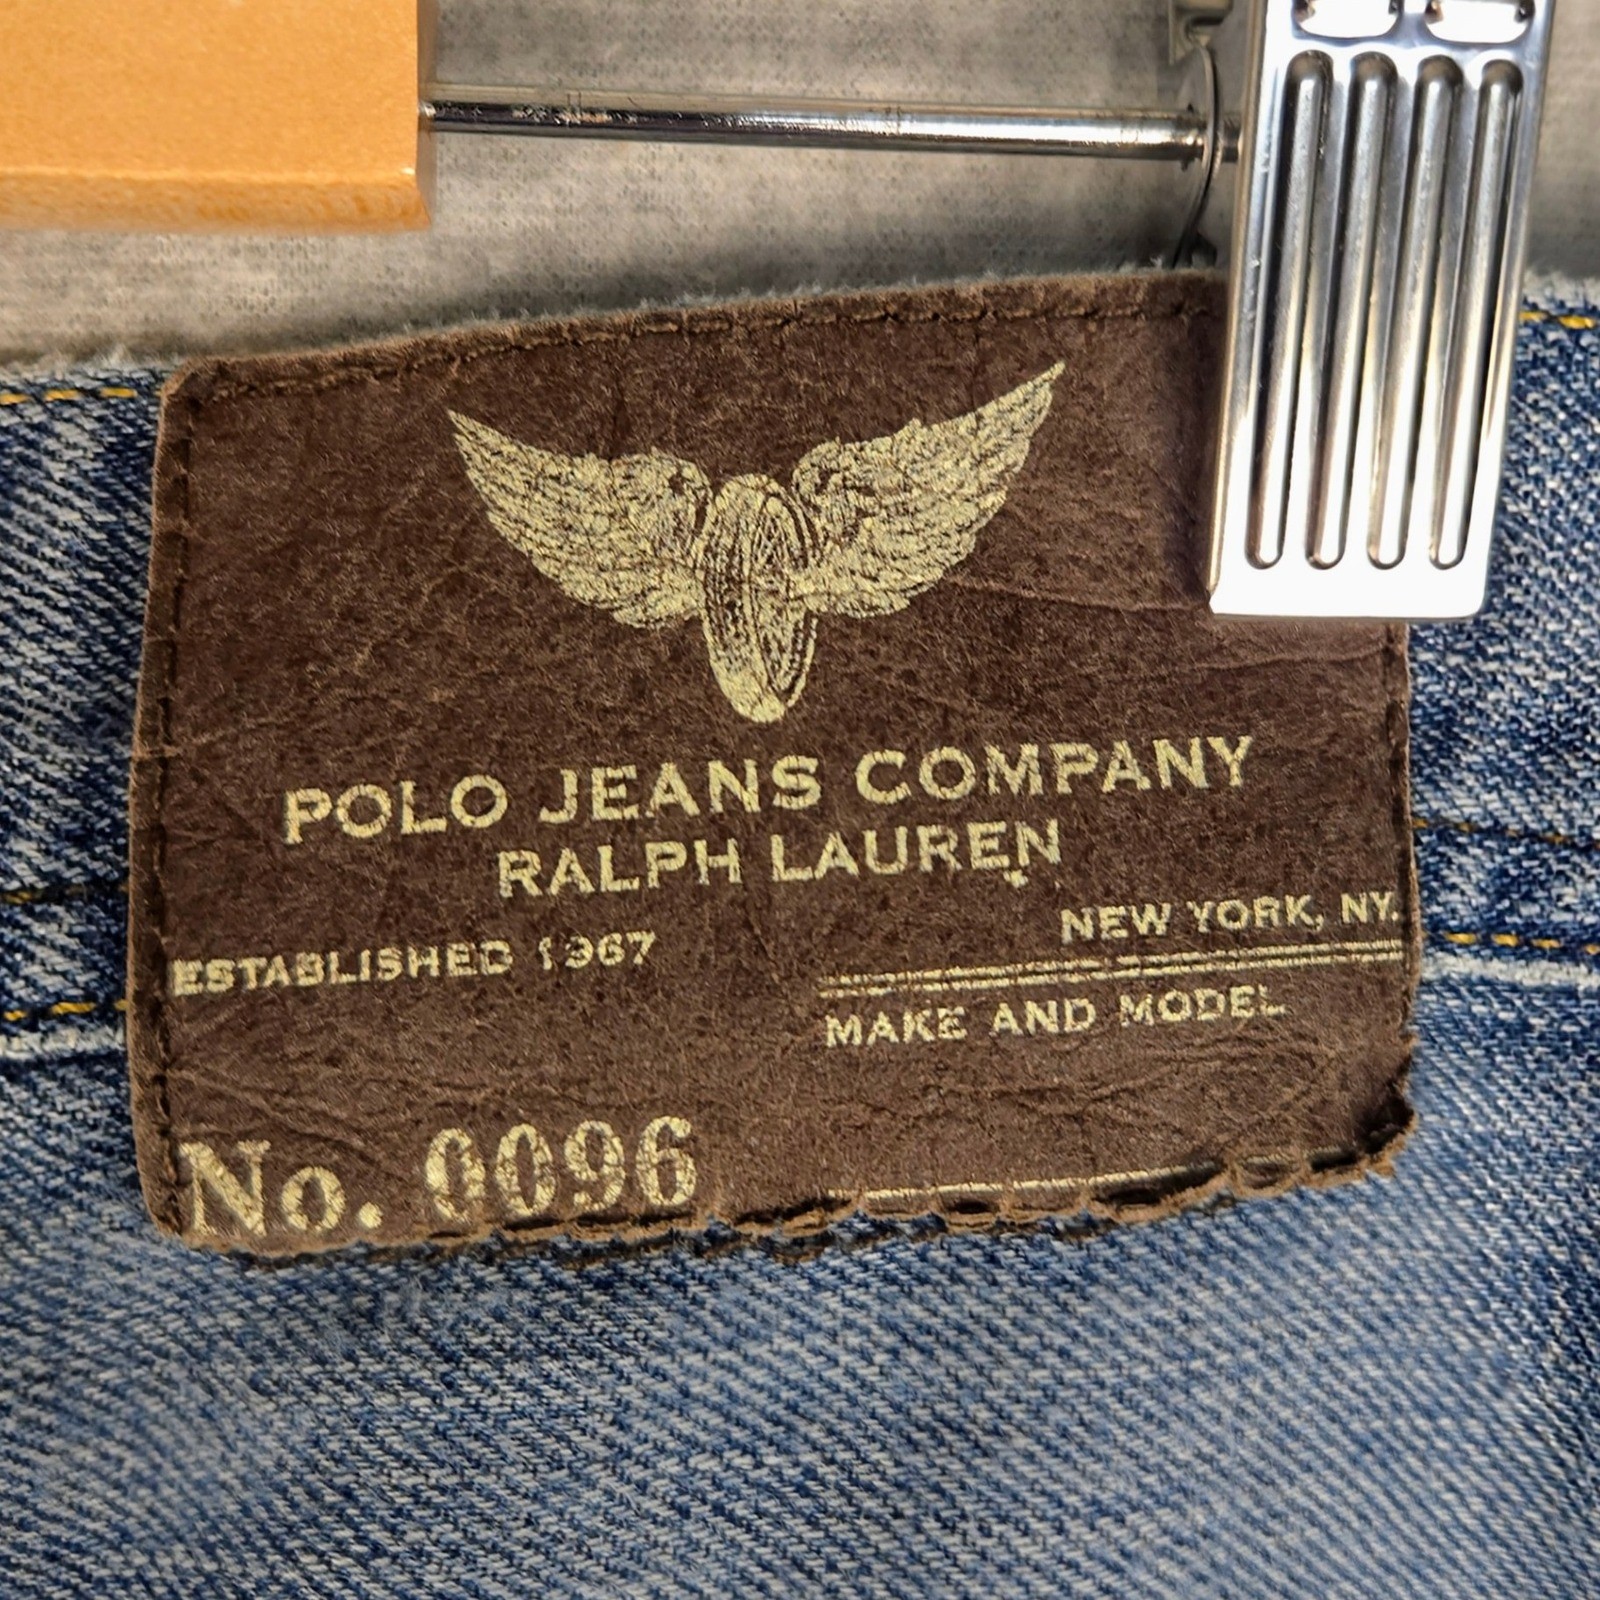 POLO JEANS COMPANY
RALPH LAUREN
ESTABLISHED 1967
NEW YORK, NY.
MAKE AND MODEL
No. 0096